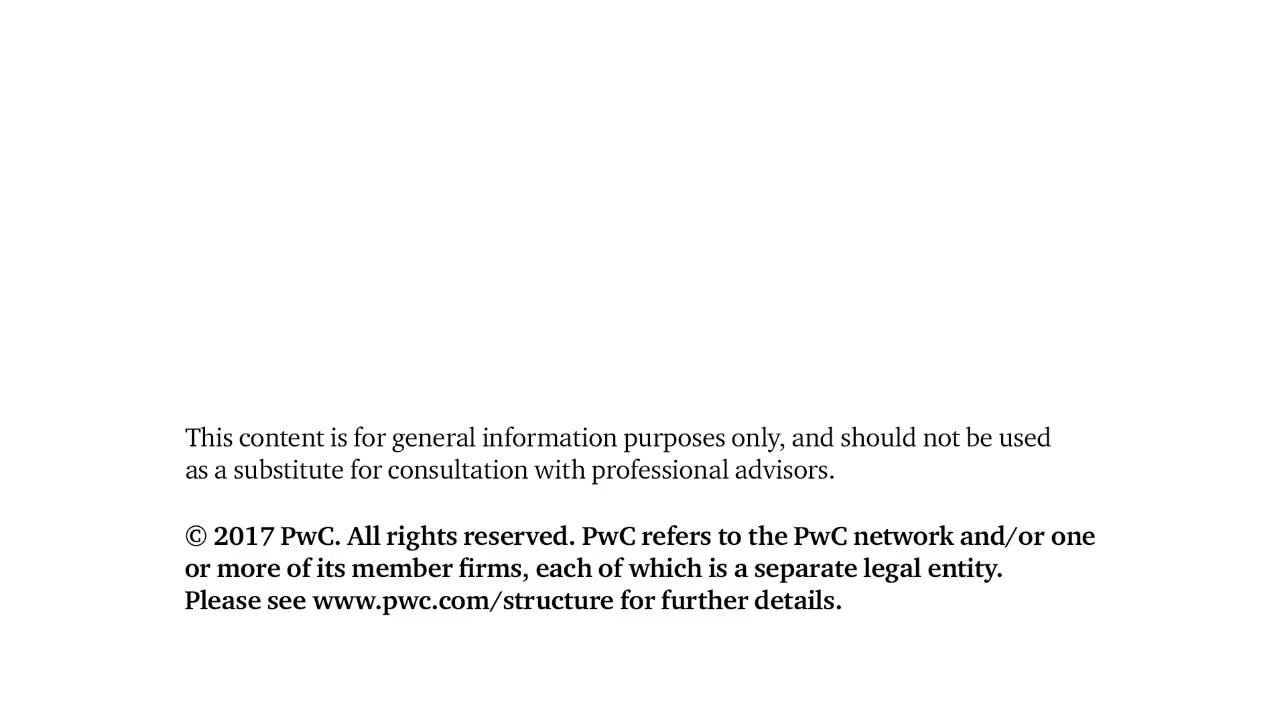 This content is for general information purposes only, and should not be used
as a substitute for consultation with professional advisors.
© 2017 PwC. All rights reserved. PwC refers to the PwC network and/or one
or more of its member firms, each of which is a separate legal entity.
Please see www.pwc.com/structure for further details.